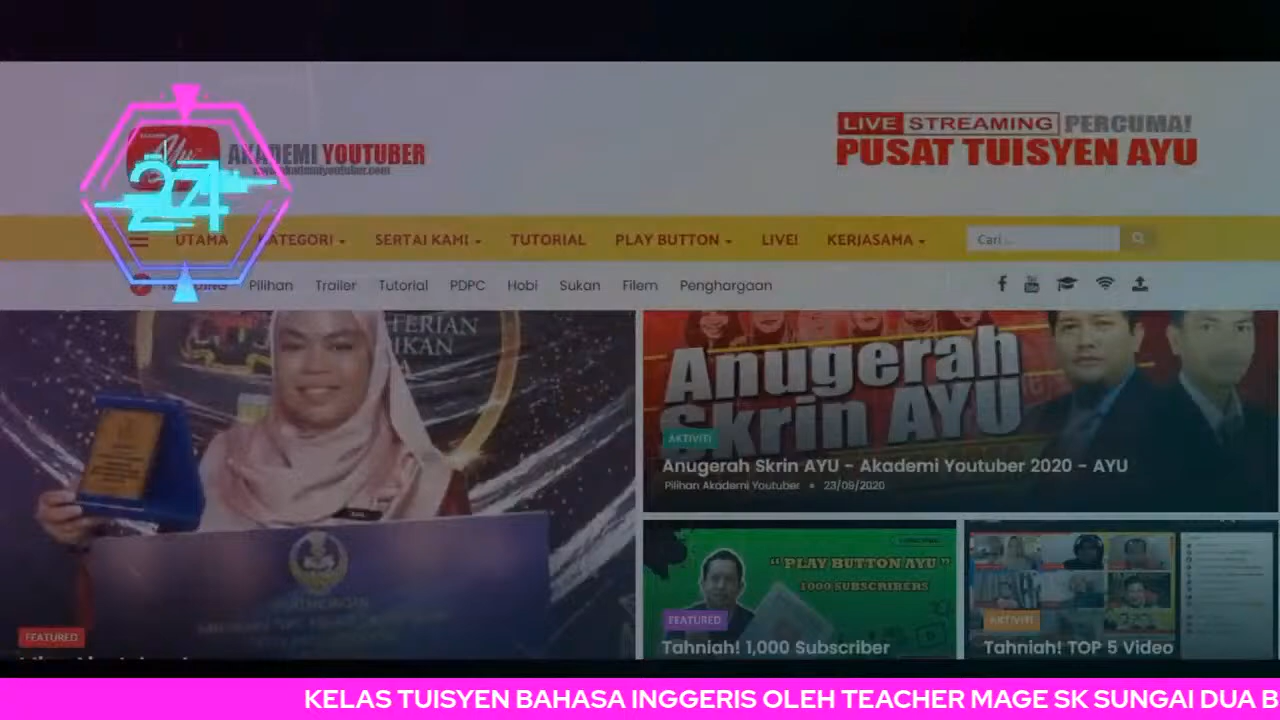 LIVE STREAMING PERCUMA!
PUSAT TUISYEN AYU
AKADEMI YOUTUBER
UTAMA KATEGORI SERTAI KAMI TUTORIAL PLAY BUTTON LIVE! KERJASAMA Cari ...
TRENDING Pilihan Trailer Tutorial PDPC Hobi Sukan Filem Penghargaan
Anugerah
Skrin AYU
AKTIVITI
Anugerah Skrin AYU - Akademi Youtuber 2020 - AYU
Pilihan Akademi Youtuber • 23/09/2020
“ PLAY BUTTON AYU ”
1000 SUBSCRIBERS
FEATURED
Tahniah! 1,000 Subscriber
AKTIVITI
Tahniah! TOP 5 Video
FEATURED
KELAS TUISYEN BAHASA INGGERIS OLEH TEACHER MAGE SK SUNGAI DUA B